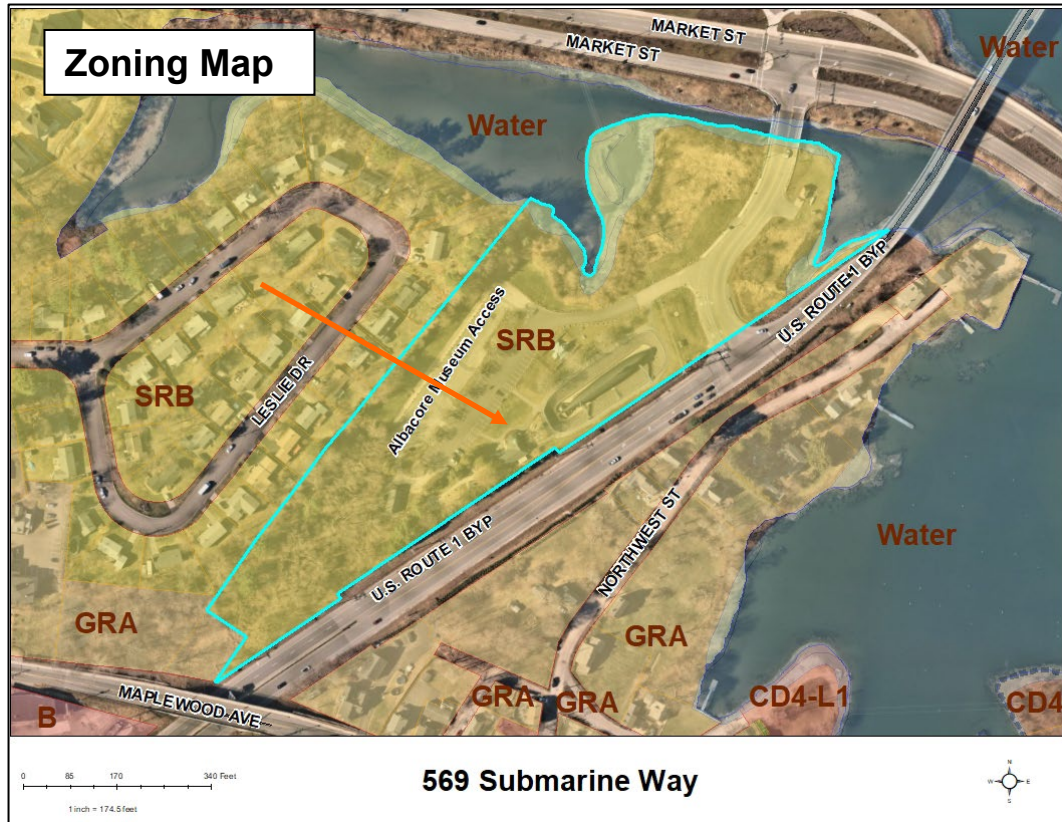 MARKET ST
MARKET ST
Zoning Map
Water
Water
U.S. ROUTE 1 BYP
Albacore Museum Access
SRB
LESLIE DR
SRB
U.S. ROUTE 1 BYP
NORTHWEST ST
Water
GRA
GRA
MAPLEWOOD AVE
B
GRA
GRA
CD4-L1
CD4
0 85 170 340 Feet
1 inch = 174.5 feet
569 Submarine Way
N
W E
S